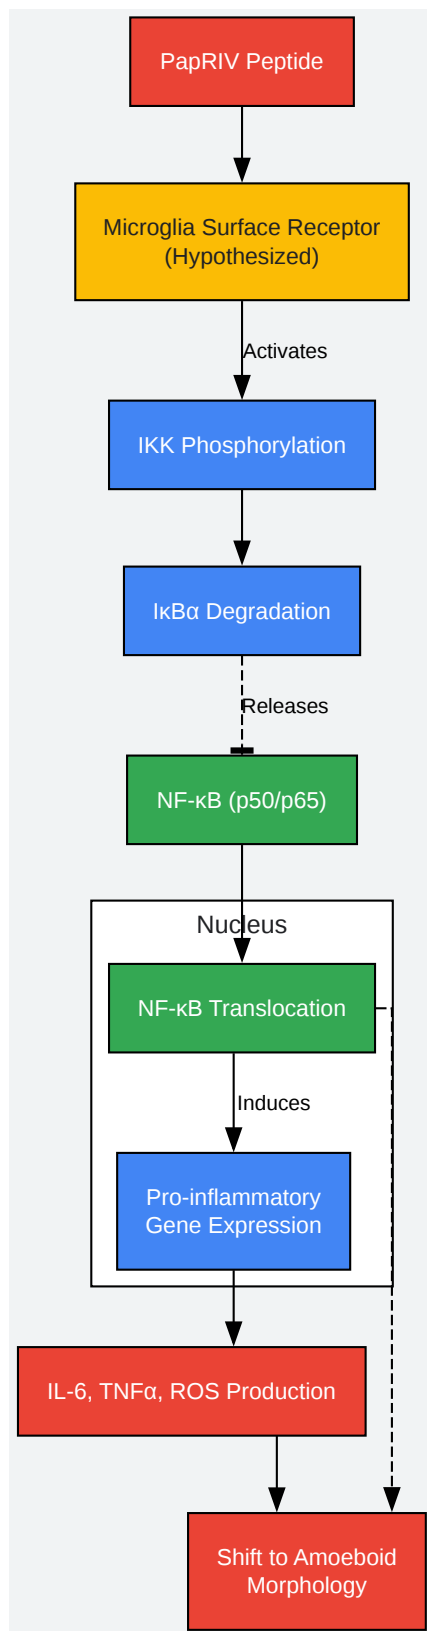 PapRIV Peptide
Microglia Surface Receptor
(Hypothesized)
Activates
IKK Phosphorylation
IκBα Degradation
Releases
NF-κB (p50/p65)
Nucleus
NF-κB Translocation
Induces
Pro-inflammatory
Gene Expression
IL-6, TNFα, ROS Production
Shift to Amoeboid
Morphology